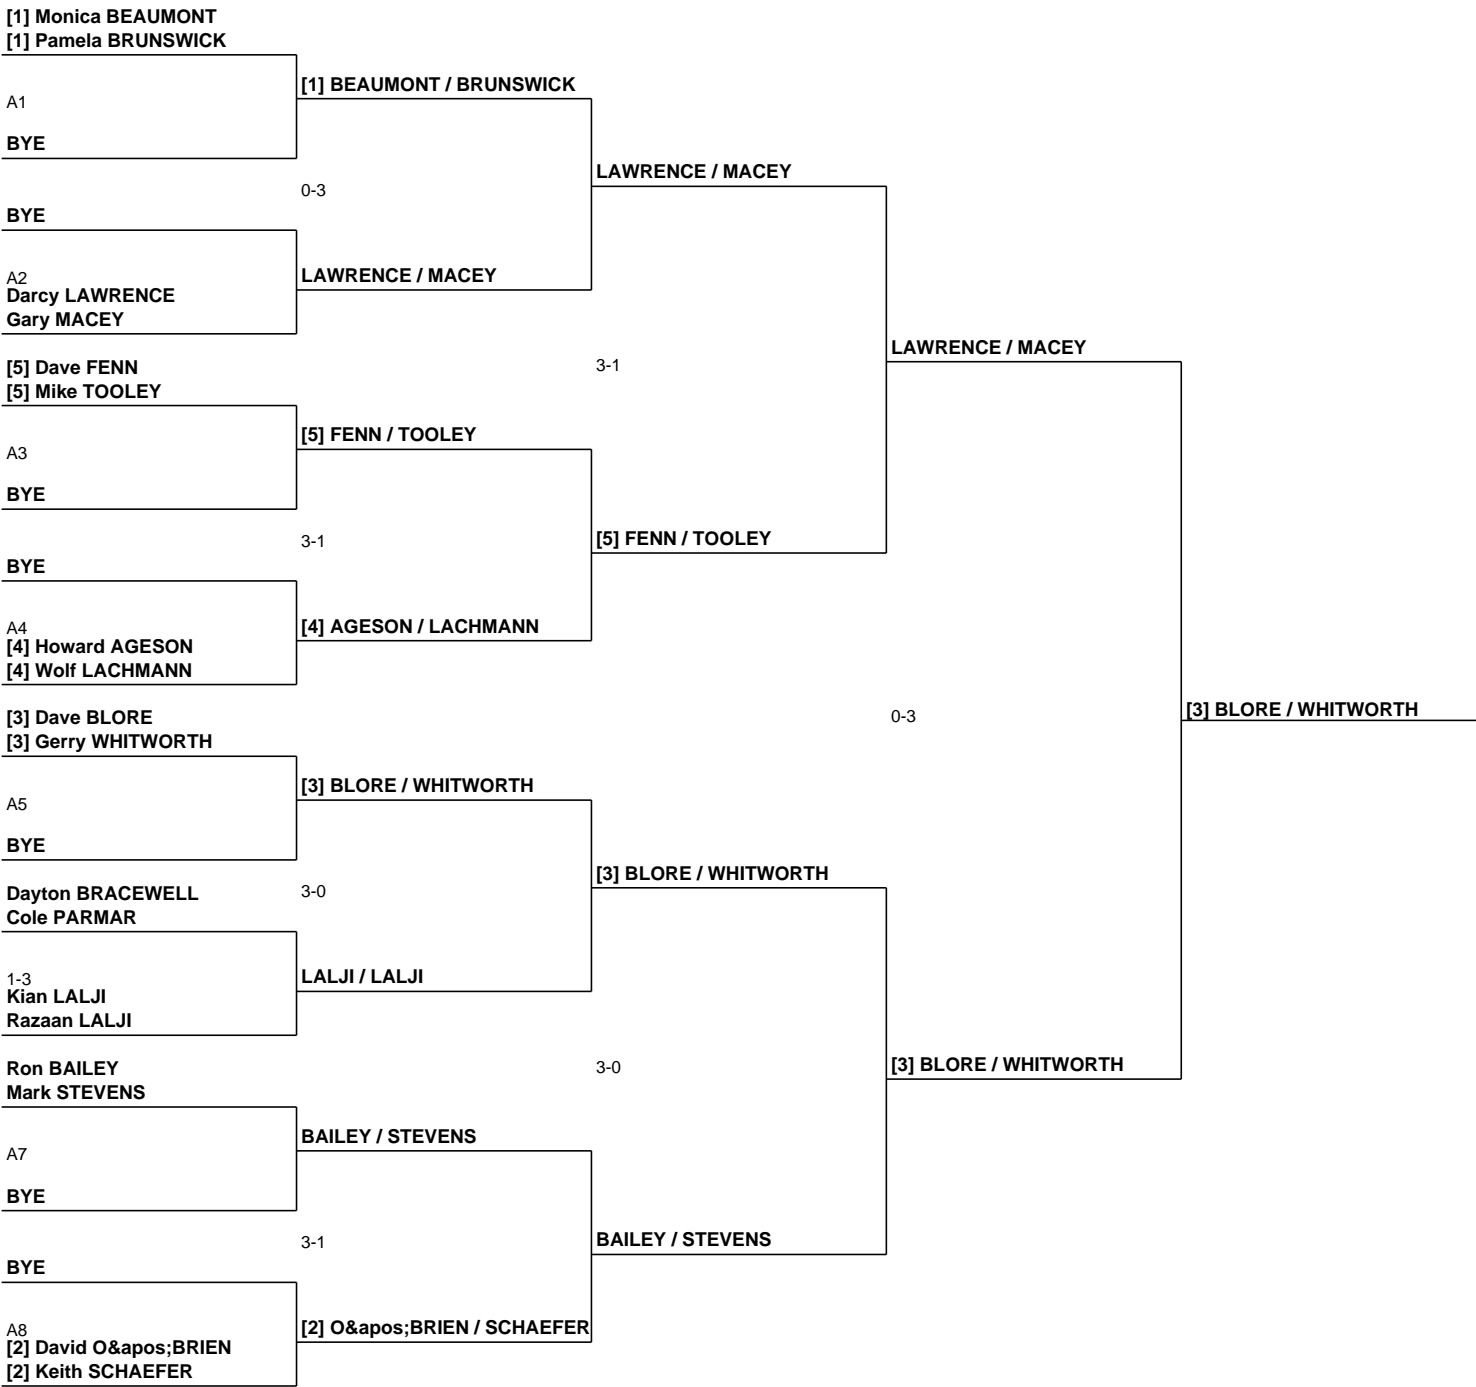 [1] Monica BEAUMONT
[1] Pamela BRUNSWICK
A1
BYE
BYE
A2
Darcy LAWRENCE
Gary MACEY
[5] Dave FENN
[5] Mike TOOLEY
A3
BYE
BYE
A4
[4] Howard AGESON
[4] Wolf LACHMANN
[3] Dave BLORE
[3] Gerry WHITWORTH
A5
BYE
Dayton BRACEWELL
Cole PARMAR
1-3
Kian LALJI
Razaan LALJI
Ron BAILEY
Mark STEVENS
A7
BYE
BYE
A8
[2] David O&apos;BRIEN
[2] Keith SCHAEFER
[1] BEAUMONT / BRUNSWICK
0-3
LAWRENCE / MACEY
[5] FENN / TOOLEY
3-1
[4] AGESON / LACHMANN
[3] BLORE / WHITWORTH
3-0
LALJI / LALJI
BAILEY / STEVENS
3-1
[2] O&apos;BRIEN / SCHAEFER
LAWRENCE / MACEY
3-1
[5] FENN / TOOLEY
[3] BLORE / WHITWORTH
3-0
BAILEY / STEVENS
LAWRENCE / MACEY
0-3
[3] BLORE / WHITWORTH
[3] BLORE / WHITWORTH